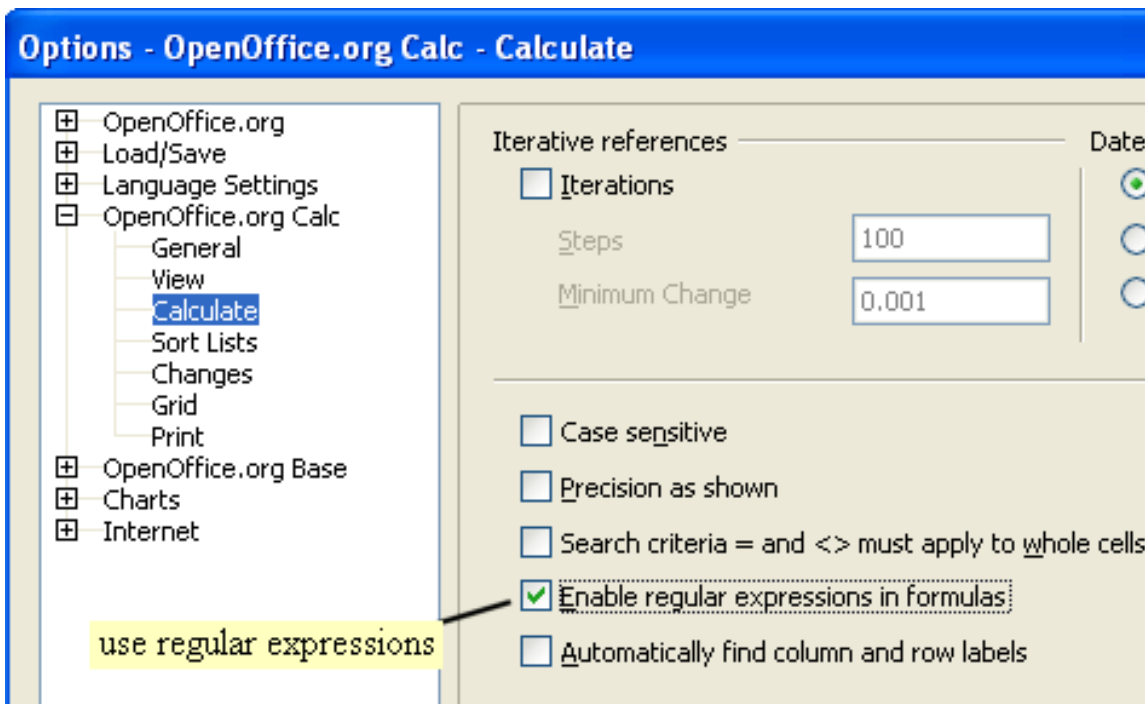 Options - OpenOffice.org Calc - Calculate
OpenOffice.org
Load/Save
Language Settings
OpenOffice.org Calc
General
View
Calculate
Sort Lists
Changes
Grid
Print
OpenOffice.org Base
Charts
Internet
Iterative references
Date
Iterations
Steps
100
Minimum Change
0.001
Case sensitive
Precision as shown
Search criteria = and <> must apply to whole cells
Enable regular expressions in formulas
use regular expressions
Automatically find column and row labels